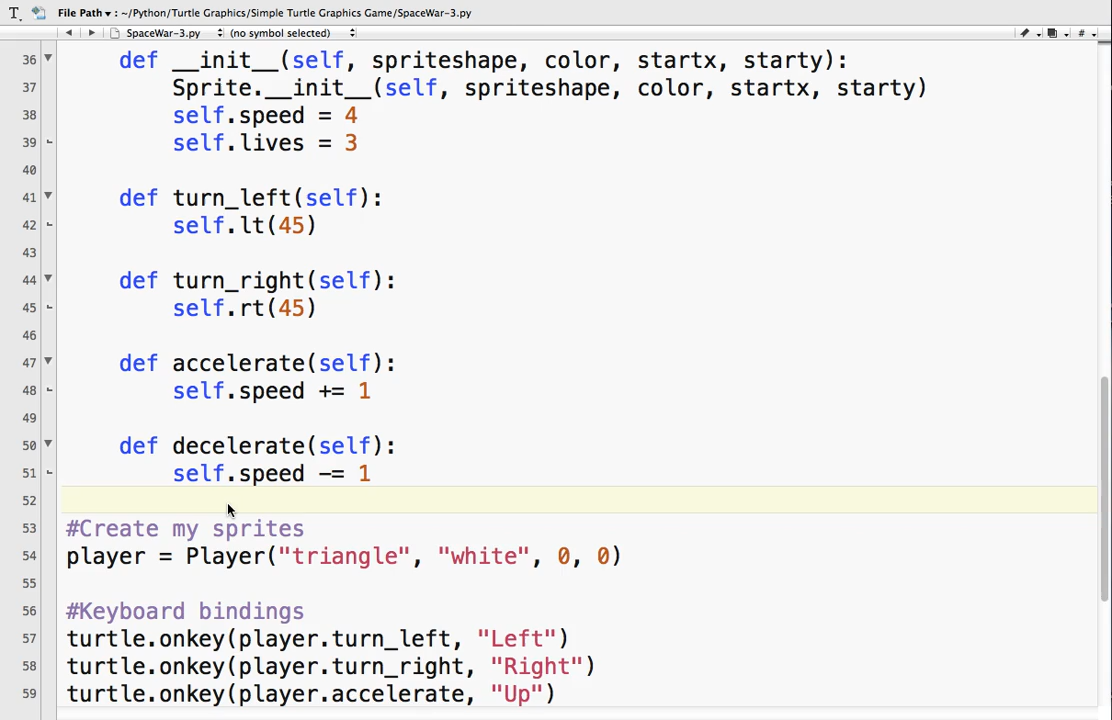 File Path ▾ : ~/Python/Turtle Graphics/Simple Turtle Graphics Game/SpaceWar-3.py
SpaceWar-3.py (no symbol selected)
36 def __init__(self, spriteshape, color, startx, starty):
37 Sprite.__init__(self, spriteshape, color, startx, starty)
38 self.speed = 4
39 self.lives = 3
40
41 def turn_left(self):
42 self.lt(45)
43
44 def turn_right(self):
45 self.rt(45)
46
47 def accelerate(self):
48 self.speed += 1
49
50 def decelerate(self):
51 self.speed -= 1
52
53 #Create my sprites
54 player = Player("triangle", "white", 0, 0)
55
56 #Keyboard bindings
57 turtle.onkey(player.turn_left, "Left")
58 turtle.onkey(player.turn_right, "Right")
59 turtle.onkey(player.accelerate, "Up")